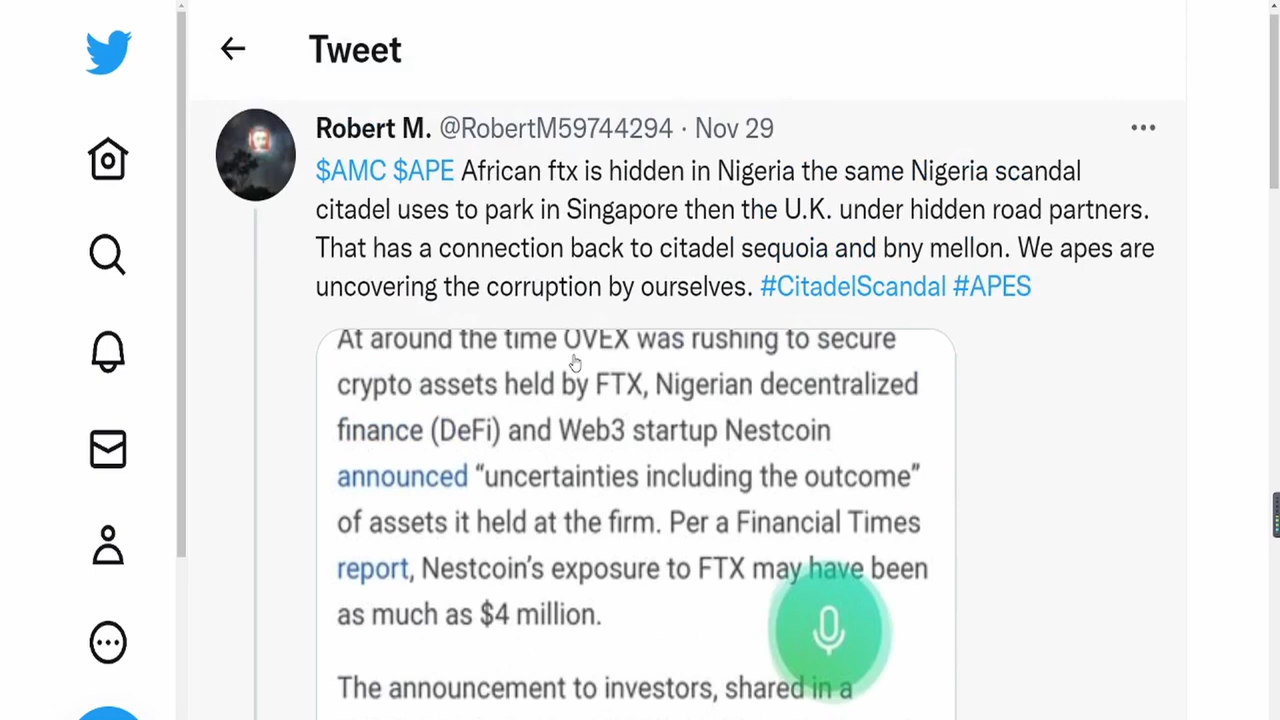 Tweet
Robert M. @RobertM59744294 · Nov 29
$AMC $APE African ftx is hidden in Nigeria the same Nigeria scandal
citadel uses to park in Singapore then the U.K. under hidden road partners.
That has a connection back to citadel sequoia and bny mellon. We apes are
uncovering the corruption by ourselves. #CitadelScandal #APES
At around the time OVEX was rushing to secure
crypto assets held by FTX, Nigerian decentralized
finance (DeFi) and Web3 startup Nestcoin
announced “uncertainties including the outcome”
of assets it held at the firm. Per a Financial Times
report, Nestcoin’s exposure to FTX may have been
as much as $4 million.
The announcement to investors, shared in a